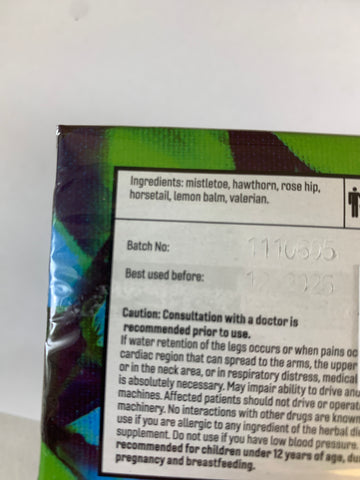 Ingredients: mistletoe, hawthorn, rose hip,
horsetail, lemon balm, valerian.
Batch No:
Best used before:
Caution: Consultation with a doctor is
recommended prior to use.
If water retention of the legs occurs or when pains oc
cardiac region that can spread to the arms, the upper
or in the neck area, or in respiratory distress, medical
is absolutely necessary. May impair ability to drive and
machines. Affected patients should not drive or operat
machinery. No interactions with other drugs are known
use if you are allergic to any ingredient of the herbal die
supplement. Do not use if you have low blood pressure.
recommended for children under 12 years of age, du
pregnancy and breastfeeding.